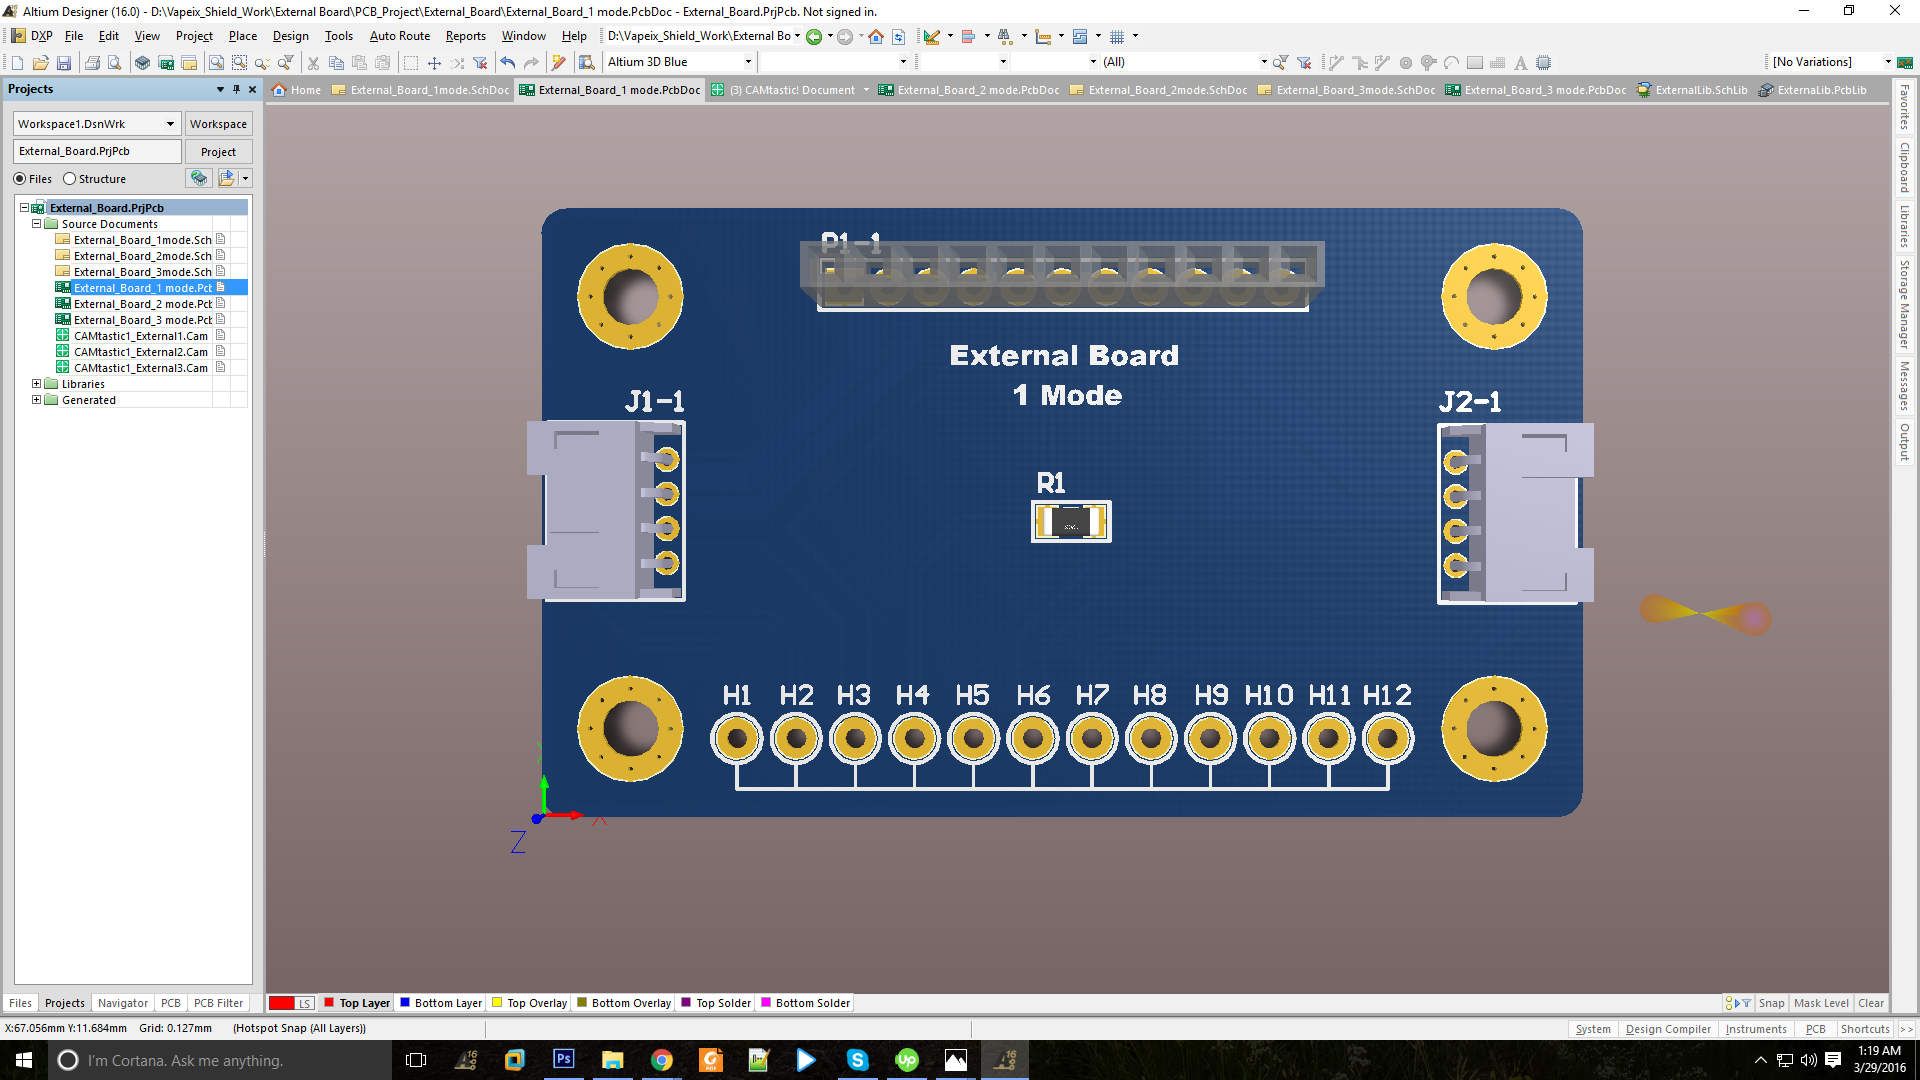 Altium Designer (16.0) - D:\Vapeix_Shield_Work\External Board\PCB_Project\External_Board\External_Board_1 mode.PcbDoc - External_Board.PrjPcb. Not signed in.
DXP File Edit View Project Place Design Tools Auto Route Reports Window Help D:\Vapeix_Shield_Work\External Bo
Altium 3D Blue (All) [No Variations]
Projects
Home External_Board_1mode.SchDoc External_Board_1 mode.PcbDoc (3) CAMtastic! Document External_Board_2 mode.PcbDoc External_Board_2mode.SchDoc External_Board_3mode.SchDoc External_Board_3 mode.PcbDoc ExternalLib.SchLib ExternaLib.PcbLib
Workspace1.DsnWrk Workspace
External_Board.PrjPcb Project
Files Structure
External_Board.PrjPcb
Source Documents
External_Board_1mode.Sch
External_Board_2mode.Sch
External_Board_3mode.Sch
External_Board_1 mode.Pcb
External_Board_2 mode.Pcb
External_Board_3 mode.Pcb
CAMtastic1_External1.Cam
CAMtastic1_External2.Cam
CAMtastic1_External3.Cam
Libraries
Generated
P1-1
External Board
1 Mode
J1-1
J2-1
R1
H1 H2 H3 H4 H5 H6 H7 H8 H9 H10 H11 H12
X
Z
Favorites
Clipboard
Libraries
Storage Manager
Messages
Output
Files Projects Navigator PCB PCB Filter
LS Top Layer Bottom Layer Top Overlay Bottom Overlay Top Solder Bottom Solder
Snap Mask Level Clear
X:67.056mm Y:11.684mm Grid: 0.127mm (Hotspot Snap (All Layers))
System Design Compiler Instruments PCB Shortcuts >>
I'm Cortana. Ask me anything.
16
Ps
up
16
1:19 AM
3/29/2016